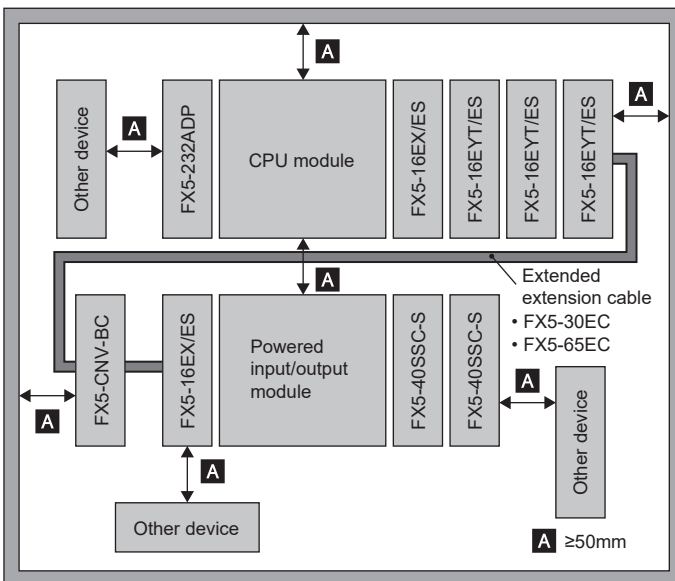 A
Other device
A
FX5-232ADP
CPU module
FX5-16EX/ES
FX5-16EYT/ES
FX5-16EYT/ES
FX5-16EYT/ES
A
A
Extended
extension cable
• FX5-30EC
• FX5-65EC
A
FX5-CNV-BC
FX5-16EX/ES
Powered
input/output
module
FX5-40SSC-S
FX5-40SSC-S
A
Other device
A
Other device
A ≥50mm